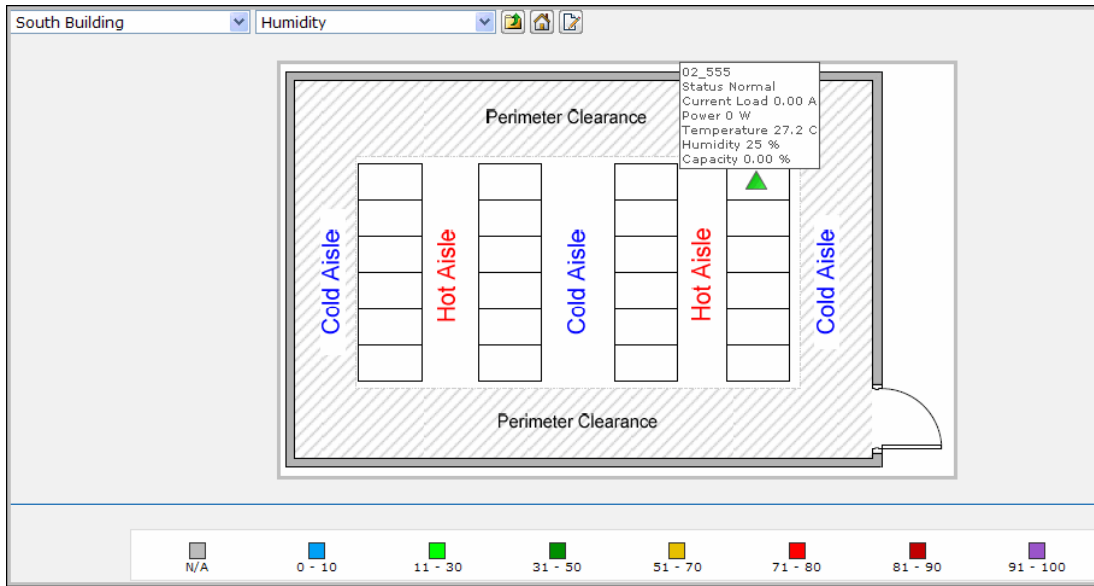 South Building Humidity
02_555
Status Normal
Current Load 0.00 A
Power 0 W
Temperature 27.2 C
Humidity 25 %
Capacity 0.00 %
Perimeter Clearance
Cold Aisle
Hot Aisle
Cold Aisle
Hot Aisle
Cold Aisle
Perimeter Clearance
N/A 0 - 10 11 - 30 31 - 50 51 - 70 71 - 80 81 - 90 91 - 100